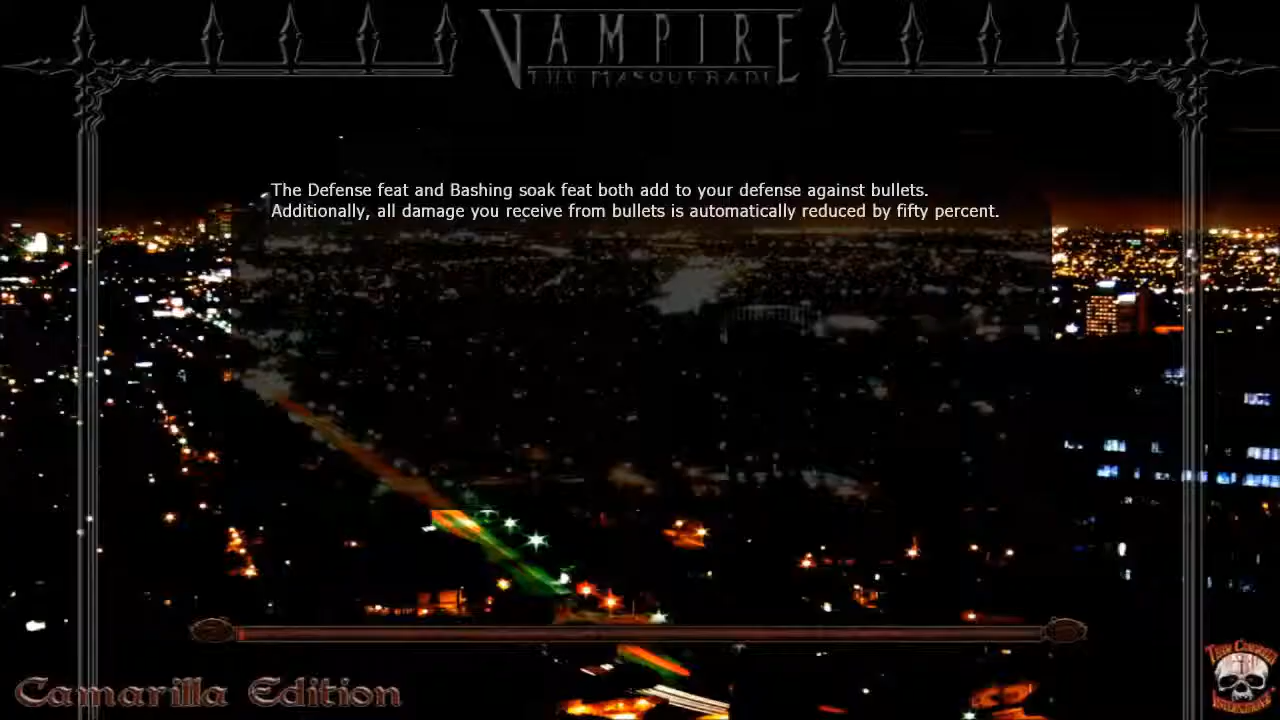 VAMPIRE
THE MASQUERADE
The Defense feat and Bashing soak feat both add to your defense against bullets.
Additionally, all damage you receive from bullets is automatically reduced by fifty percent.
Camarilla Edition